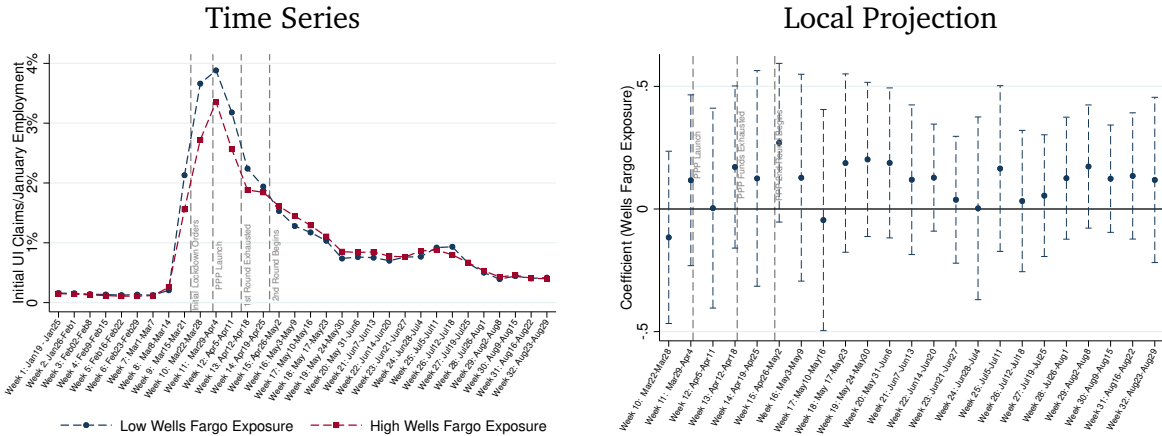 Time Series
Initial UI Claims/January Employment
4%
3%
2%
1%
0
Initial Lockdown Orders
PPP Launch
1st Round Exhausted
2nd Round Begins
Week 1: Jan19 - Jan25
Week 2: Jan26-Feb1
Week 3: Feb02-Feb08
Week 4: Feb09-Feb15
Week 5: Feb16-Feb22
Week 6: Feb23-Feb29
Week 7: Mar1-Mar7
Week 8: Mar8-Mar14
Week 9: Mar15-Mar21
Week 10: Mar22-Mar28
Week 11: Mar29-Apr4
Week 12: Apr5-Apr11
Week 13: Apr12-Apr18
Week 14: Apr19-Apr25
Week 15: Apr26-May2
Week 16: May3-May9
Week 17: May10-May16
Week 18: May 17-May23
Week 19: May 24-May30
Week 20: May 31-Jun6
Week 21: Jun7-Jun13
Week 22: Jun14-Jun20
Week 23: Jun21-Jun27
Week 24: Jun28-Jul4
Week 25: Jul5-Jul11
Week 26: Jul12-Jul18
Week 27: Jul19-Jul25
Week 28: Jul26-Aug1
Week 29: Aug2-Aug8
Week 30: Aug9-Aug15
Week 31: Aug16-Aug22
Week 32: Aug23-Aug29
Low Wells Fargo Exposure
High Wells Fargo Exposure
Local Projection
Coefficient (Wells Fargo Exposure)
.5
0
-.5
PPP Launch
PPP Funds Exhausted
PPP 2nd Round Begins
Week 10: Mar22-Mar28
Week 11: Mar29-Apr4
Week 12: Apr5-Apr11
Week 13: Apr12-Apr18
Week 14: Apr19-Apr25
Week 15: Apr26-May2
Week 16: May3-May9
Week 17: May10-May16
Week 18: May 17-May23
Week 19: May 24-May30
Week 20: May 31-Jun6
Week 21: Jun7-Jun13
Week 22: Jun14-Jun20
Week 23: Jun21-Jun27
Week 24: Jun28-Jul4
Week 25: Jul5-Jul11
Week 26: Jul12-Jul18
Week 27: Jul19-Jul25
Week 28: Jul26-Aug1
Week 29: Aug2-Aug8
Week 30: Aug9-Aug15
Week 31: Aug16-Aug22
Week 32: Aug23-Aug29